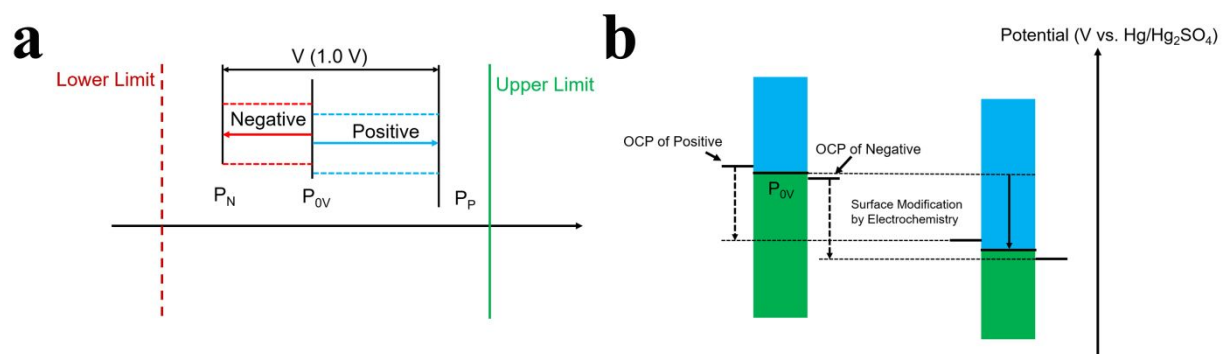 a
V (1.0 V)
Lower Limit
Upper Limit
Negative
Positive
P_N
P_0V
P_P
b
Potential (V vs. Hg/Hg₂SO₄)
OCP of Positive
OCP of Negative
P_0V
Surface Modification
by Electrochemistry